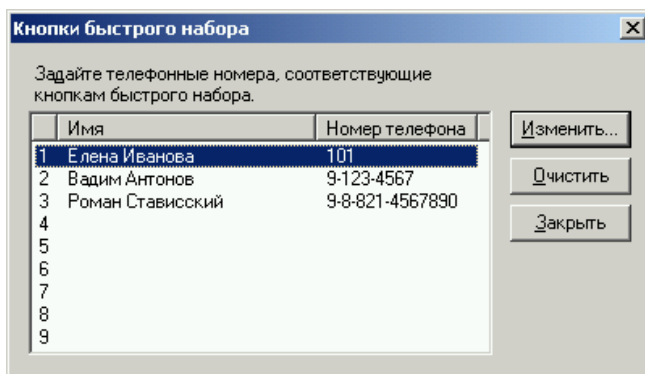 Кнопки быстрого набора
Задайте телефонные номера, соответствующие
кнопкам быстрого набора.
Имя Номер телефона
1 Елена Иванова 101
2 Вадим Антонов 9-123-4567
3 Роман Стависский 9-8-821-4567890
4
5
6
7
8
9
Изменить...
Очистить
Закрыть